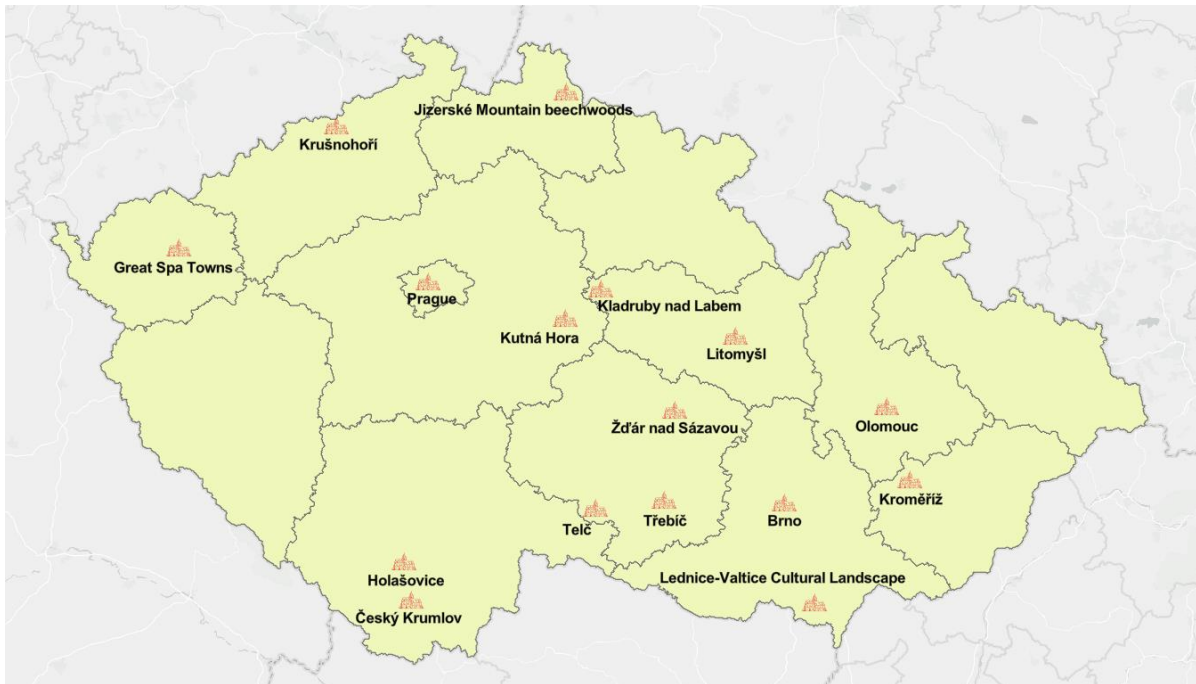 Jizerské Mountain beechwoods
Krušnohoří
Great Spa Towns
Prague
Kladruby nad Labem
Kutná Hora
Litomyšl
Žďár nad Sázavou
Olomouc
Kroměříž
Telč
Třebíč
Brno
Holašovice
Lednice-Valtice Cultural Landscape
Český Krumlov